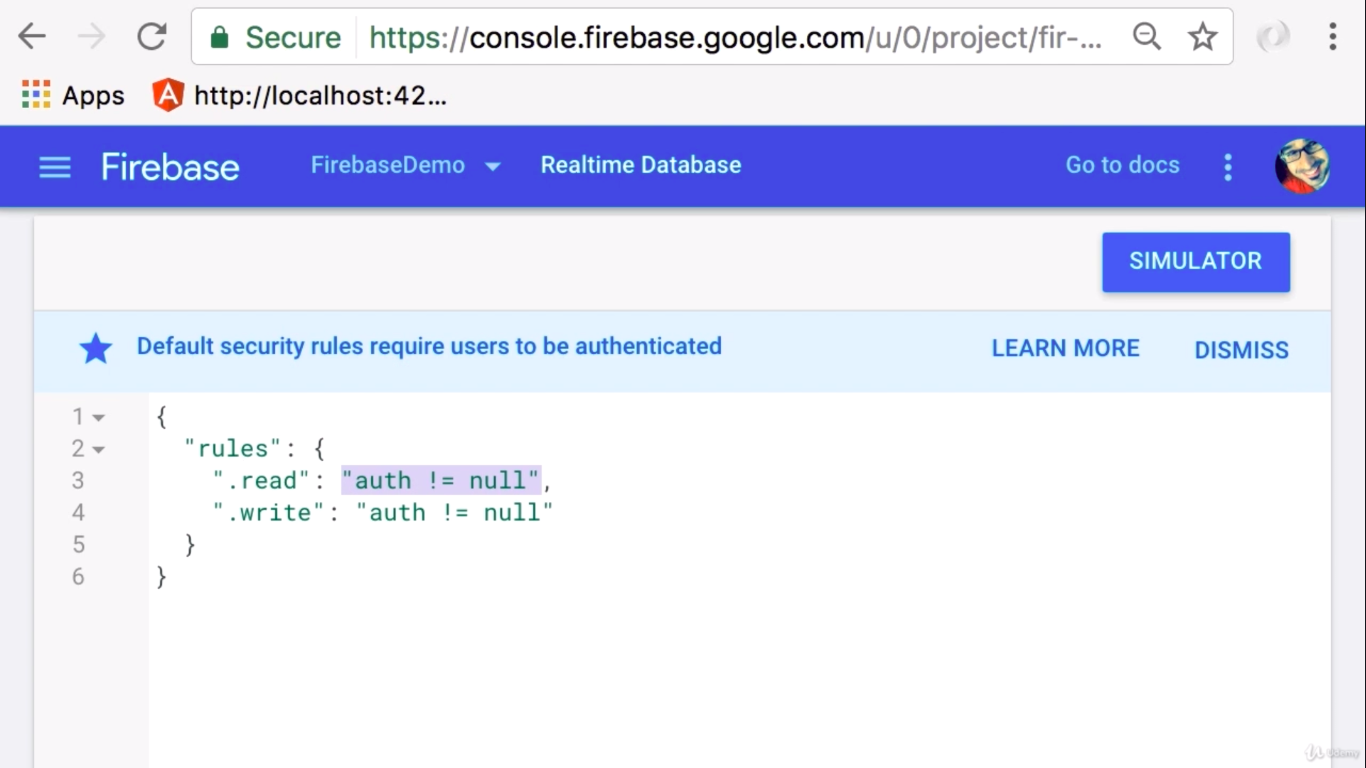 Secure https://console.firebase.google.com/u/0/project/fir-...
Apps http://localhost:42...
Firebase FirebaseDemo Realtime Database Go to docs
SIMULATOR
Default security rules require users to be authenticated LEARN MORE DISMISS
1 {
2 "rules": {
3 ".read": "auth != null",
4 ".write": "auth != null"
5 }
6 }
Udemy